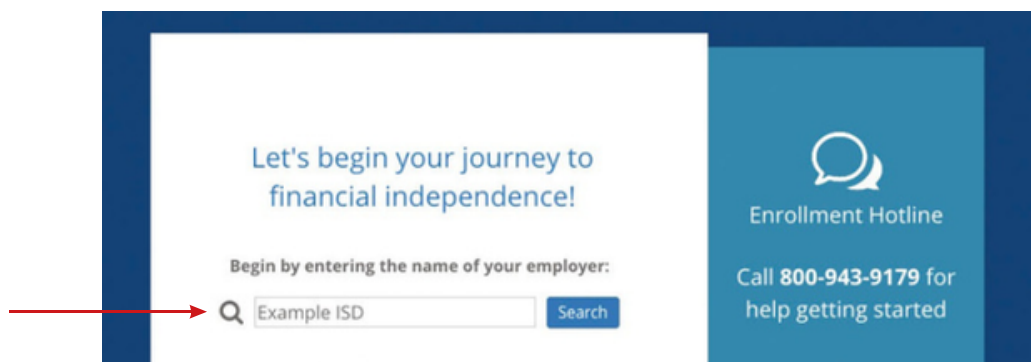 Let's begin your journey to
financial independence!
Begin by entering the name of your employer:
Example ISD
Search
Enrollment Hotline
Call 800-943-9179 for
help getting started